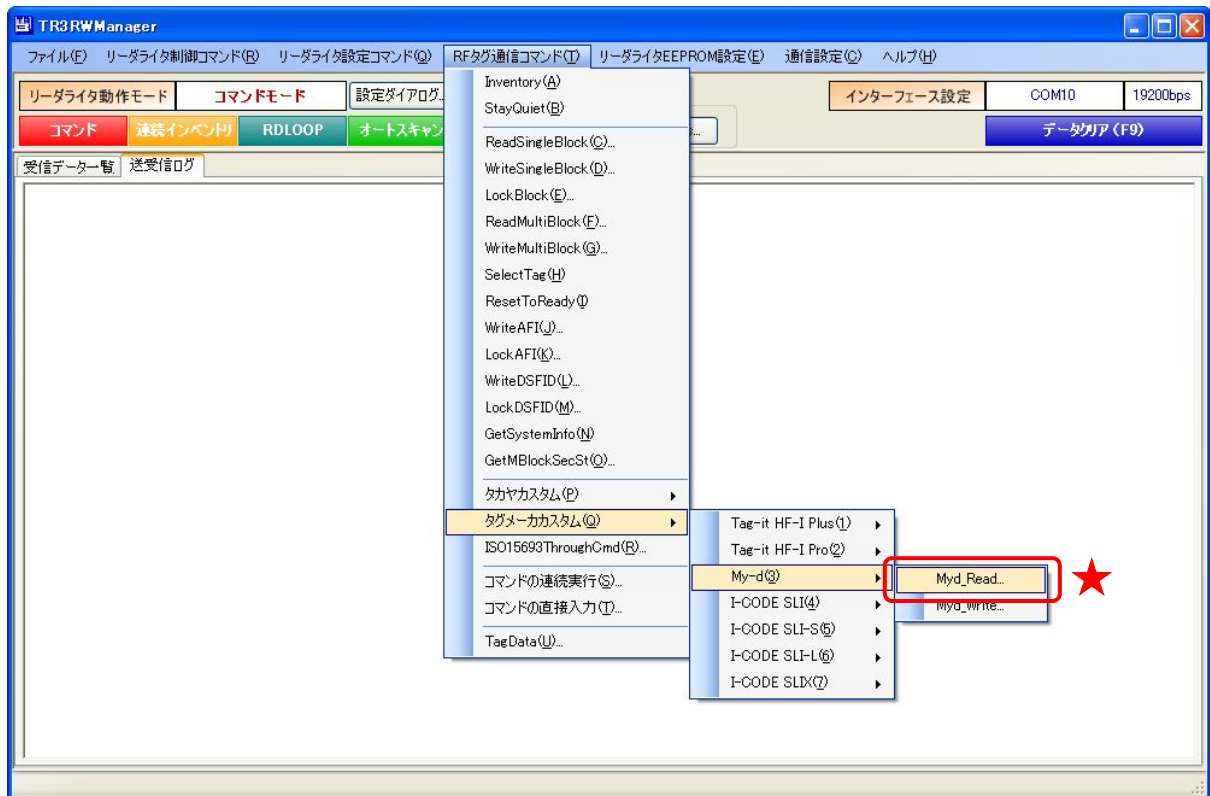 TR3RWManager
ファイル(F) リーダライタ制御コマンド(R) リーダライタ設定コマンド(Q) RFタグ通信コマンド(T) リーダライタEEPROM設定(E) 通信設定(C) ヘルプ(H)
リーダライタ動作モード コマンドモード 設定ダイアログ.. インターフェース設定 COM10 19200bps
コマンド 連続インベントリ RDLOOP オートスキャン データクリア(F9)
受信データ一覧 送受信ログ
Inventory(A)
StayQuiet(B)
ReadSingleBlock(C)...
WriteSingleBlock(D)...
LockBlock(E)...
ReadMultiBlock(F)...
WriteMultiBlock(G)...
SelectTag(H)
ResetToReady(I)
WriteAFI(J)...
LockAFI(K)...
WriteDSFID(L)...
LockDSFID(M)...
GetSystemInfo(N)
GetMBlockSecSt(O)...
タカヤカスタム(P)
タグメーカカスタム(Q)
ISO15693ThroughCmd(R)...
コマンドの連続実行(S)...
コマンドの直接入力(T)...
TagData(U)...
Tag-it HF-I Plus(1)
Tag-it HF-I Pro(2)
My-d(3)
I-CODE SLI(4)
I-CODE SLI-S(5)
I-CODE SLI-L(6)
I-CODE SLIX(7)
Myd_Read...
Myd_Write...